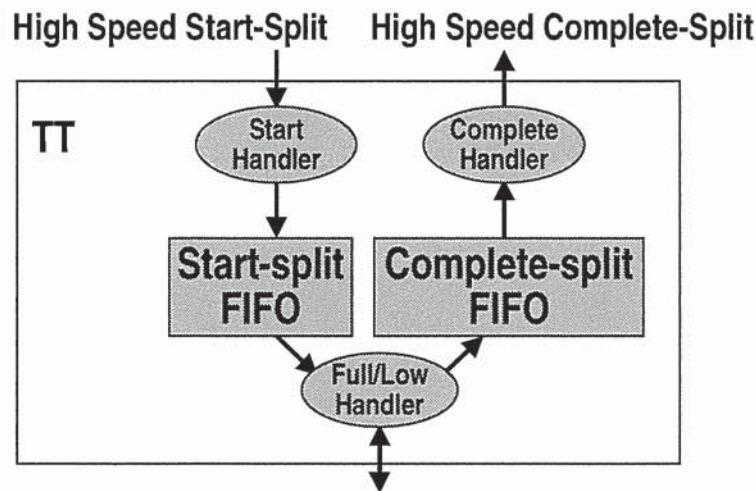 High Speed Start-Split
High Speed Complete-Split
TT
Start
Handler
Complete
Handler
Start-split
FIFO
Complete-split
FIFO
Full/Low
Handler